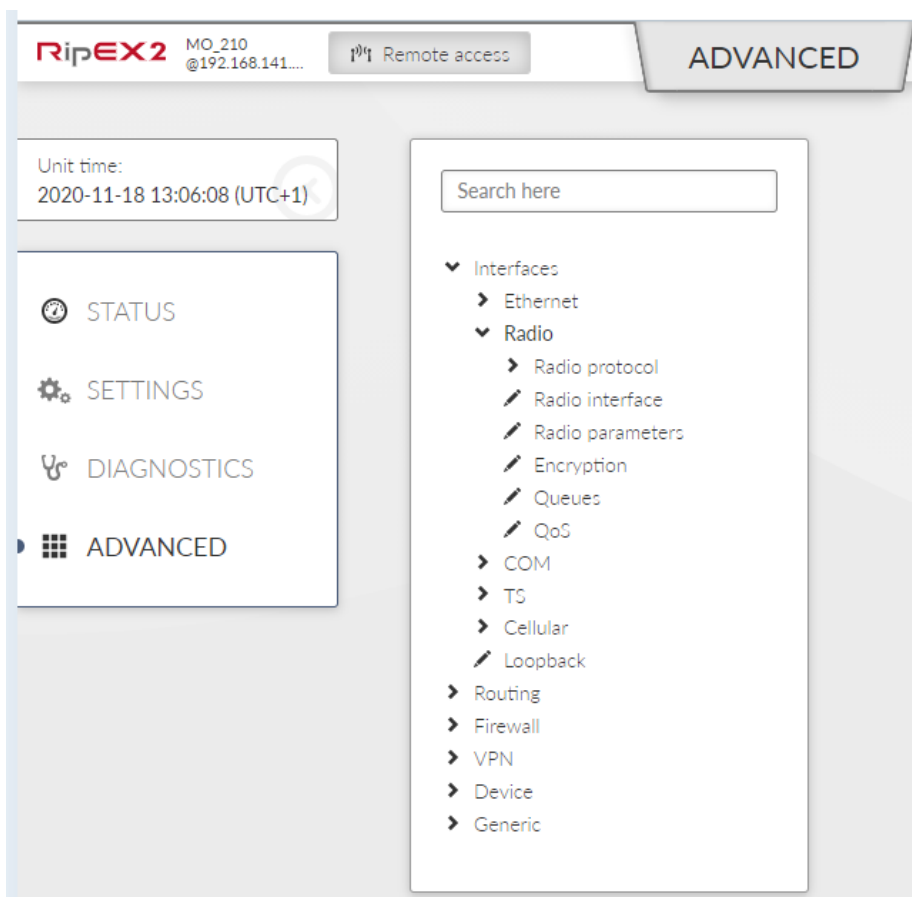 RipEX2
MO_210
@192.168.141....
Remote access
ADVANCED
Unit time:
2020-11-18 13:06:08 (UTC+1)
STATUS
SETTINGS
DIAGNOSTICS
ADVANCED
Search here
Interfaces
Ethernet
Radio
Radio protocol
Radio interface
Radio parameters
Encryption
Queues
QoS
COM
TS
Cellular
Loopback
Routing
Firewall
VPN
Device
Generic